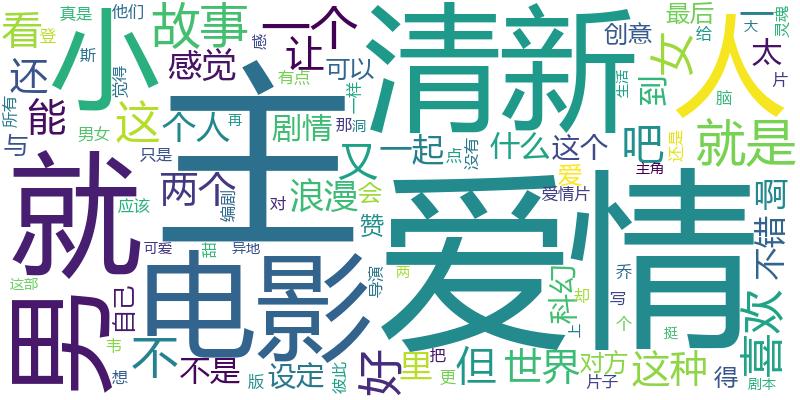 看
登
真是
斯
他们
故事
一个
感
清新
创意
最后
给
一
大
灵魂
小
还
觉得
感觉
让
可以
女
人
太
片
所有
能
有点
一样
到
生活
脑
与
男女
这
个人
再
剧情
那
洞
主
又
一起
点
没有
什么
这个
吧
还是
就是
就
只是
两个
编剧
浪漫
会
爱
主角
应该
对
赞
爱情
爱情片
啊
不错
可爱
甜
异地
电影
导演
两
科幻
却
乔
写
这部
男
自己
上
个
挺
喜欢
韦
不
想
不是
版
设定
彼此
好
里
把
更
但
世界
片子
对方
这种
得
剧本